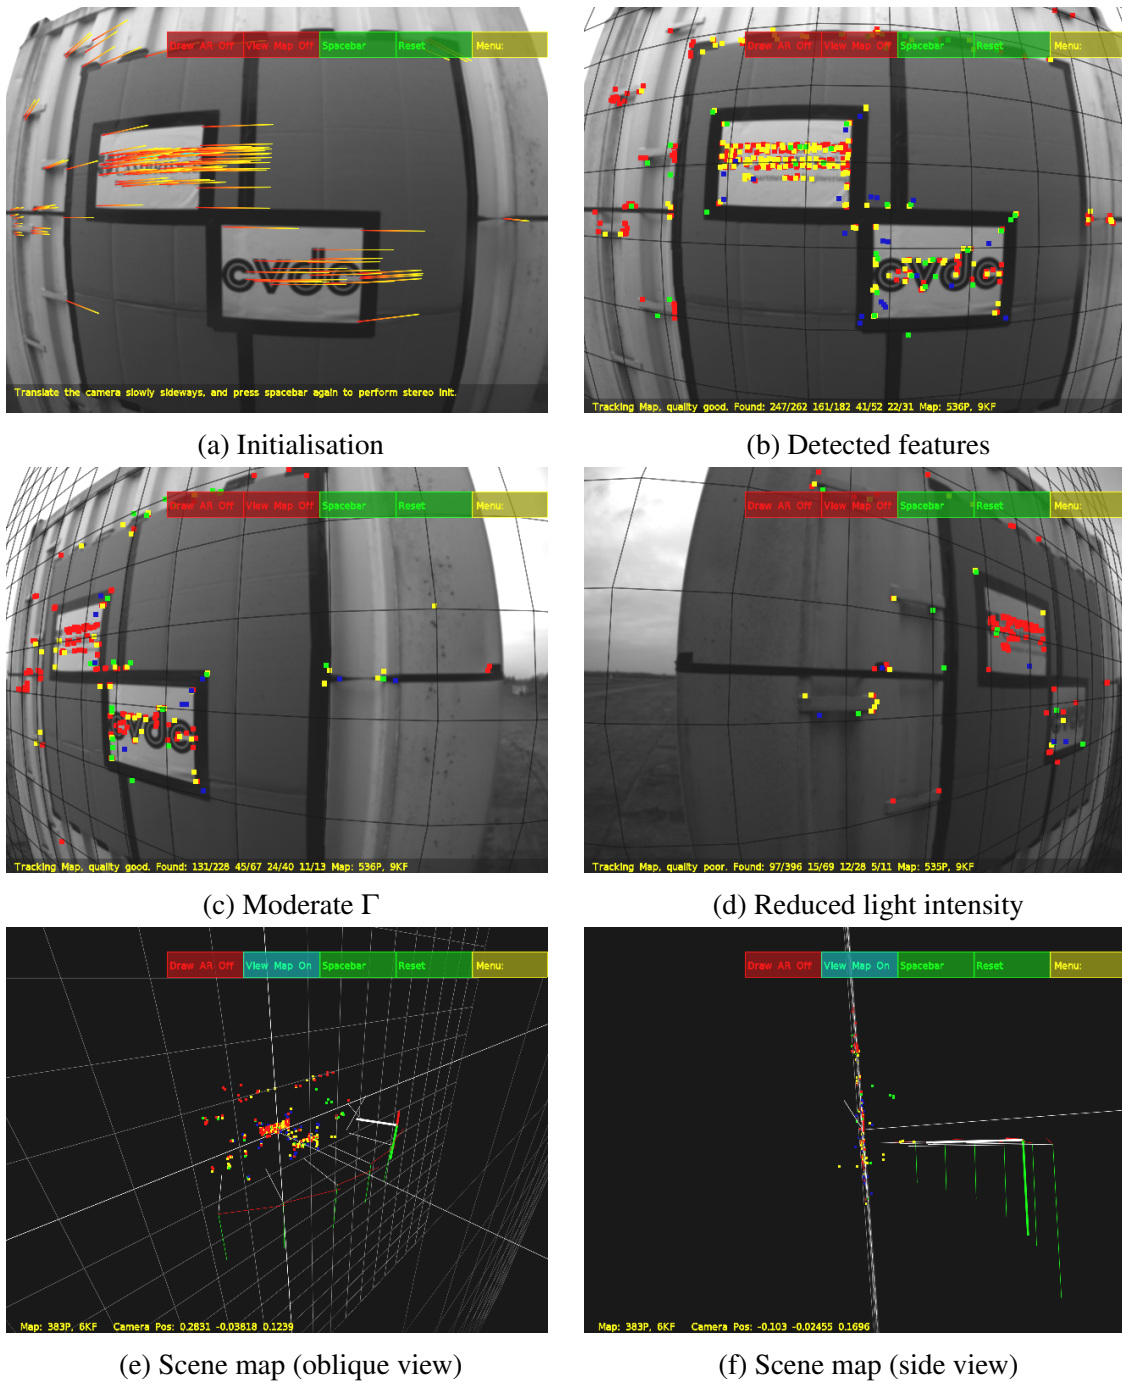 Draw AR Off View Map Off Spacebar Reset Menu:
cvdc
Translate the camera slowly sideways, and press spacebar again to perform stereo init.
(a) Initialisation
Draw AR Off View Map Off Spacebar Reset Menu:
cvdc
Tracking Map, quality good. Found: 247/262 161/182 41/52 22/31 Map: 536P, 9KF
(b) Detected features
Draw AR Off View Map Off Spacebar Reset Menu:
cvdc
Tracking Map, quality good. Found: 131/228 45/67 24/40 11/13 Map: 536P, 9KF
(c) Moderate Γ
Draw AR Off View Map Off Spacebar Reset Menu:
Tracking Map, quality poor. Found: 97/396 15/69 12/28 5/11 Map: 535P, 9KF
(d) Reduced light intensity
Draw AR Off View Map On Spacebar Reset Menu:
Map: 383P, 6KF Camera Pos: 0.2831 -0.03818 0.1239
(e) Scene map (oblique view)
Draw AR Off View Map On Spacebar Reset Menu:
Map: 383P, 6KF Camera Pos: -0.103 -0.02455 0.1696
(f) Scene map (side view)